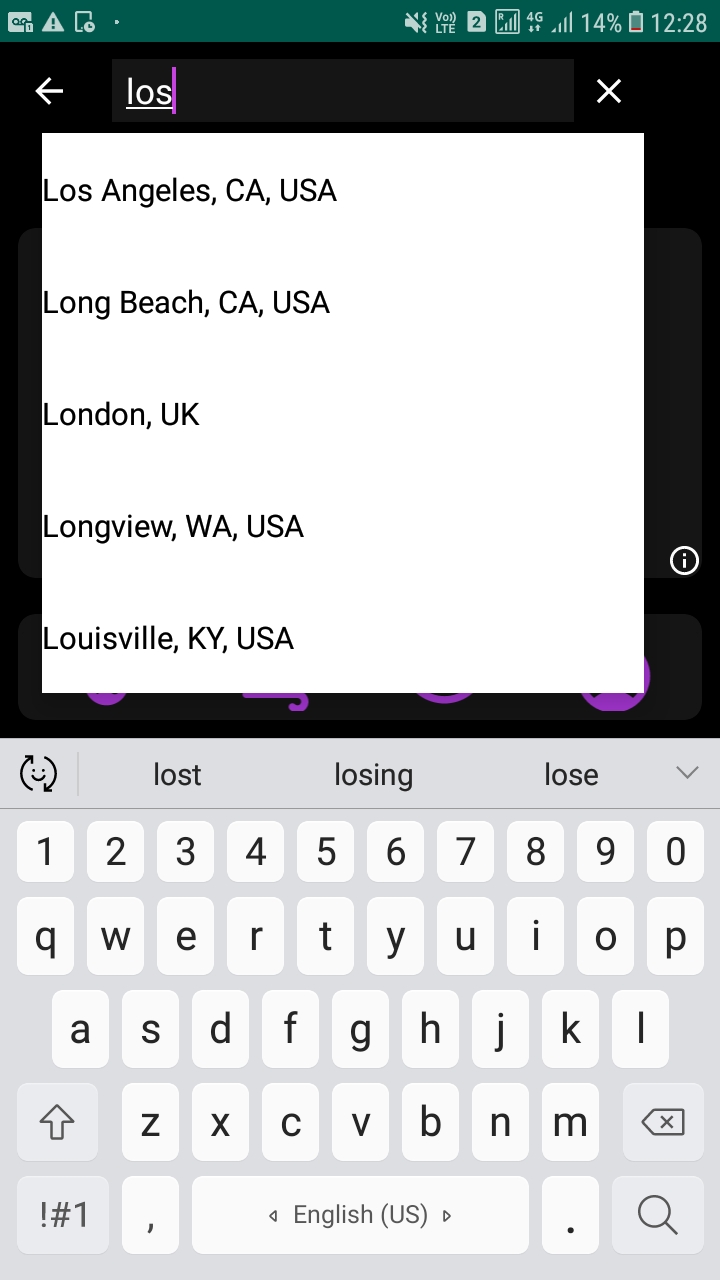 Vo)) LTE 2 R 4G 14% 12:28
los
Los Angeles, CA, USA
Long Beach, CA, USA
London, UK
Longview, WA, USA
Louisville, KY, USA
lost losing lose
1 2 3 4 5 6 7 8 9 0
q w e r t y u i o p
a s d f g h j k l
z x c v b n m
!#1 , English (US) .